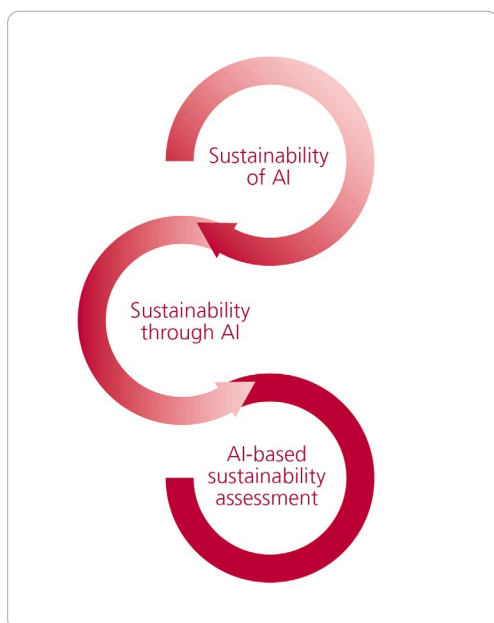 Sustainability
of AI
Sustainability
through AI
AI-based
sustainability
assessment